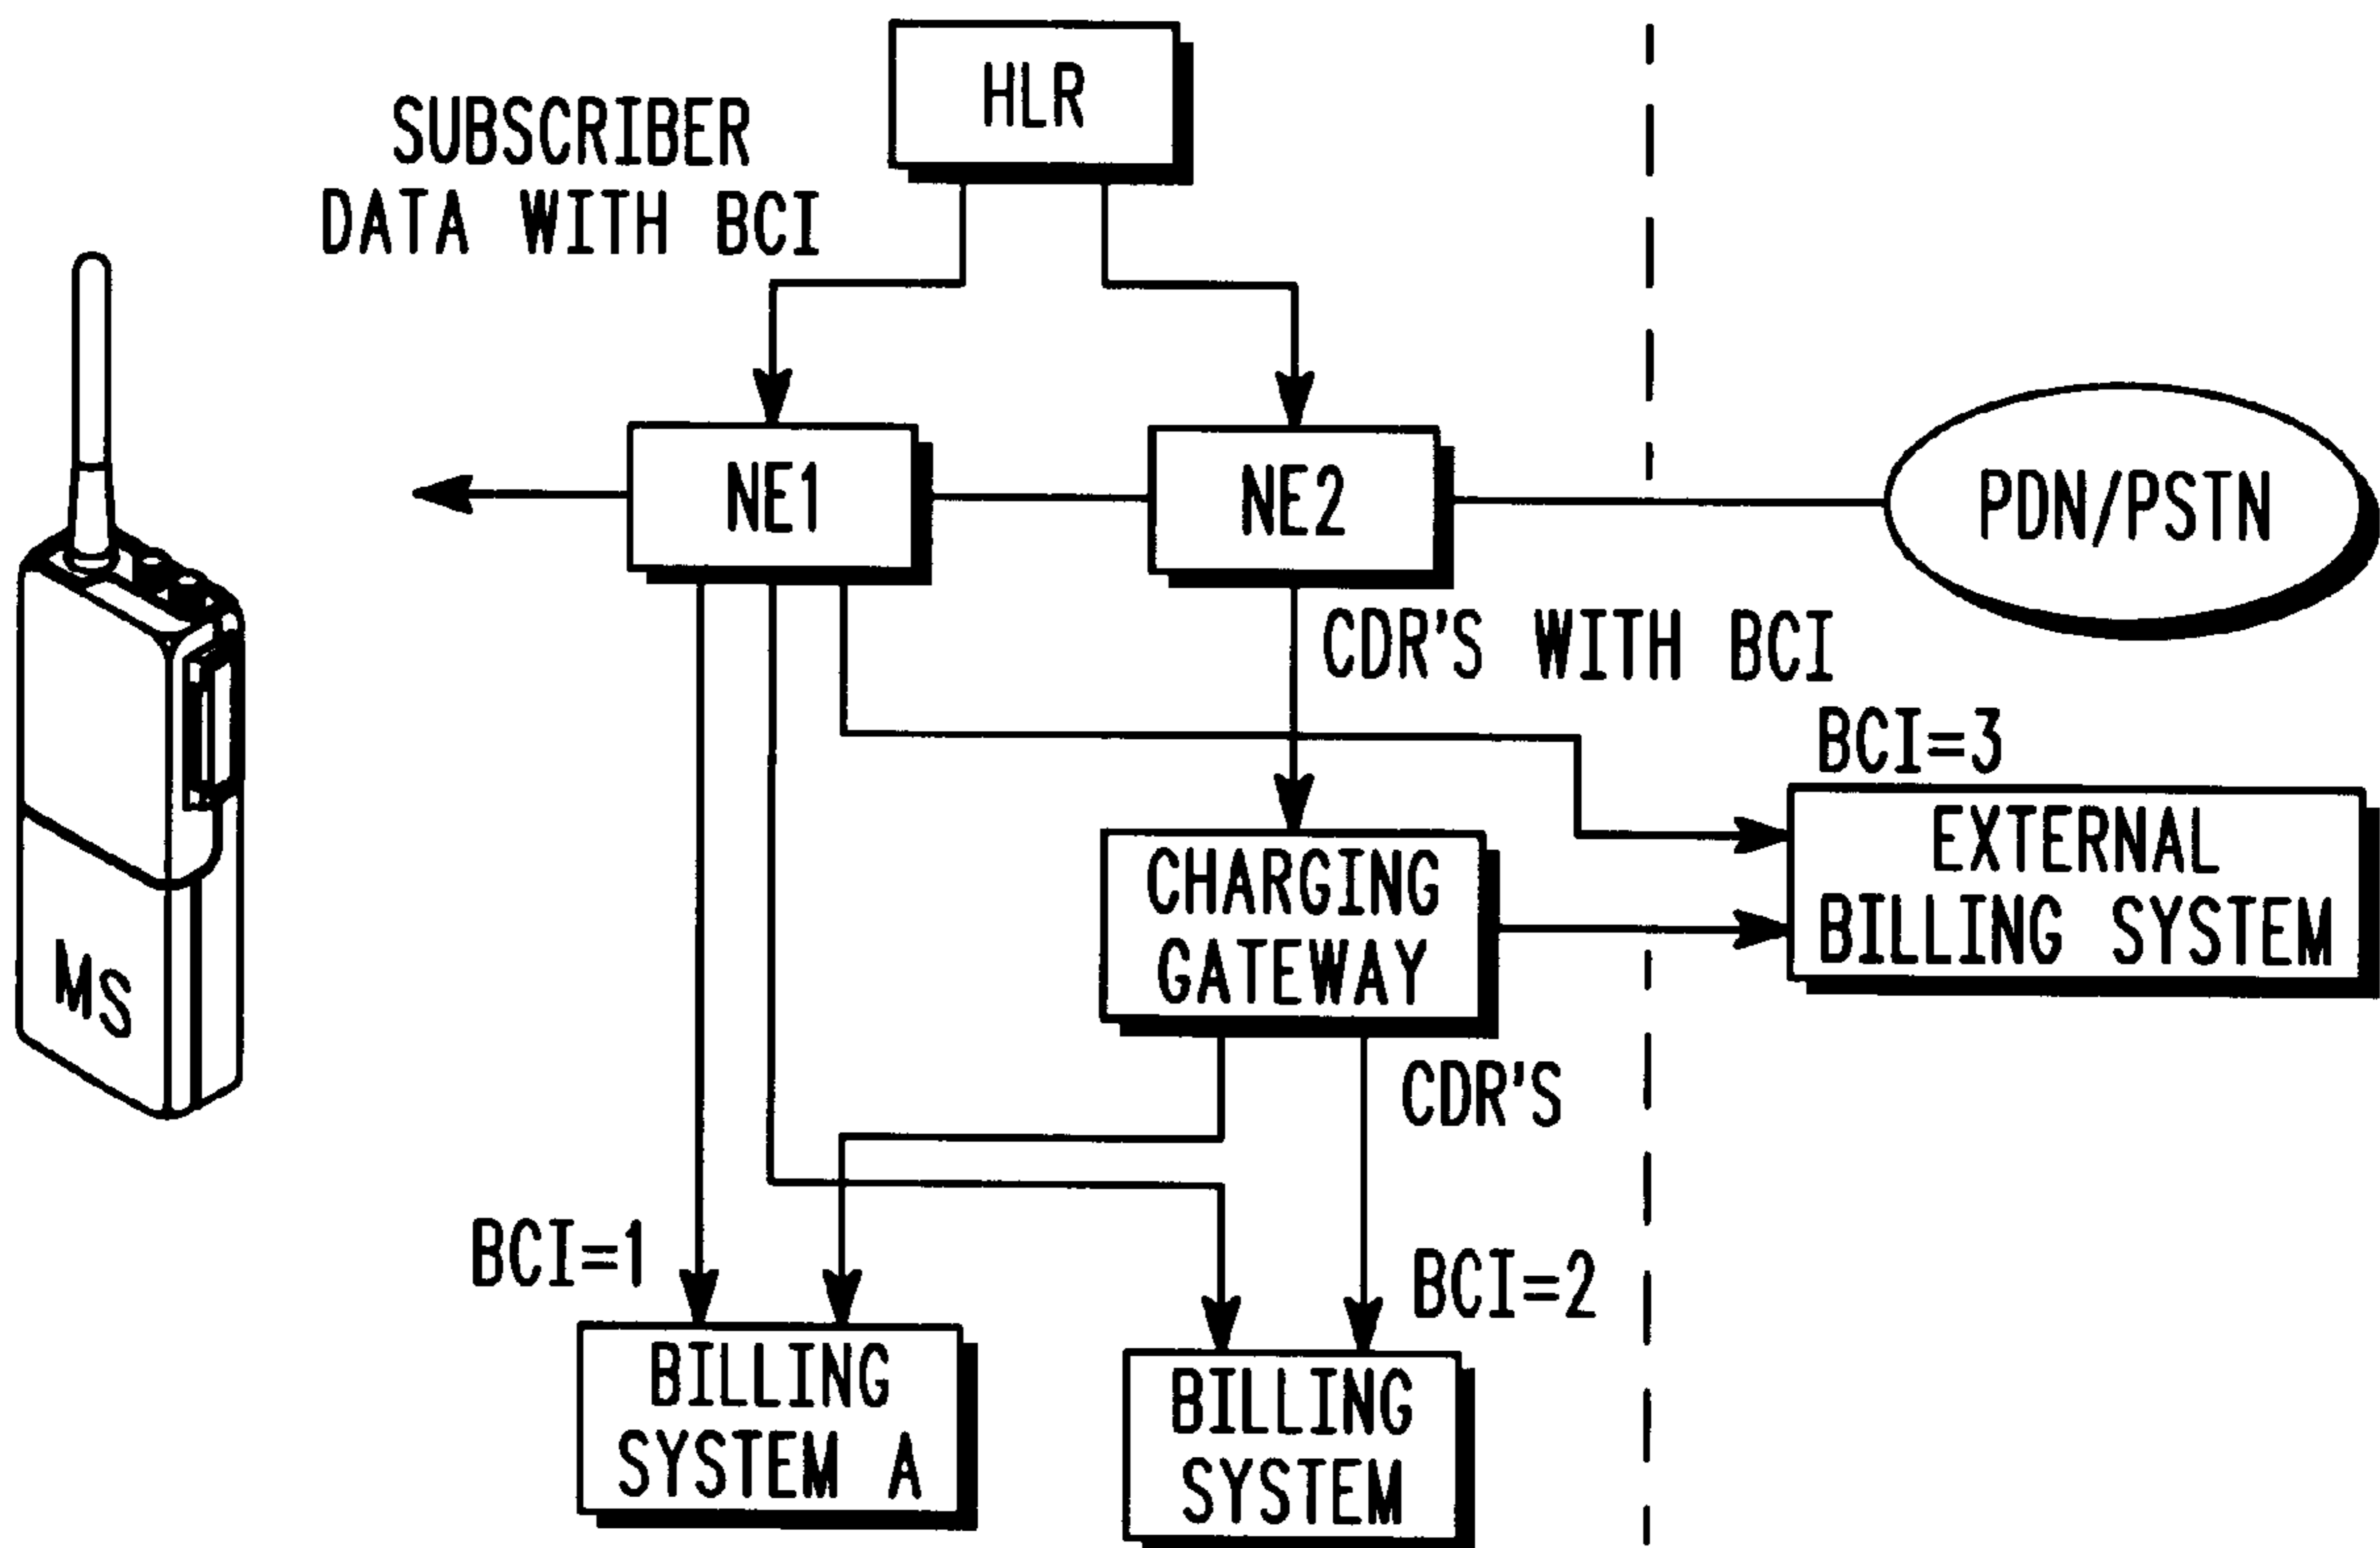 HLR
SUBSCRIBER
DATA WITH BCI
NE1
NE2
PDN/PSTN
CDR'S WITH BCI
BCI=3
EXTERNAL
BILLING SYSTEM
CHARGING
GATEWAY
MS
CDR'S
BCI=1
BCI=2
BILLING
SYSTEM A
BILLING
SYSTEM